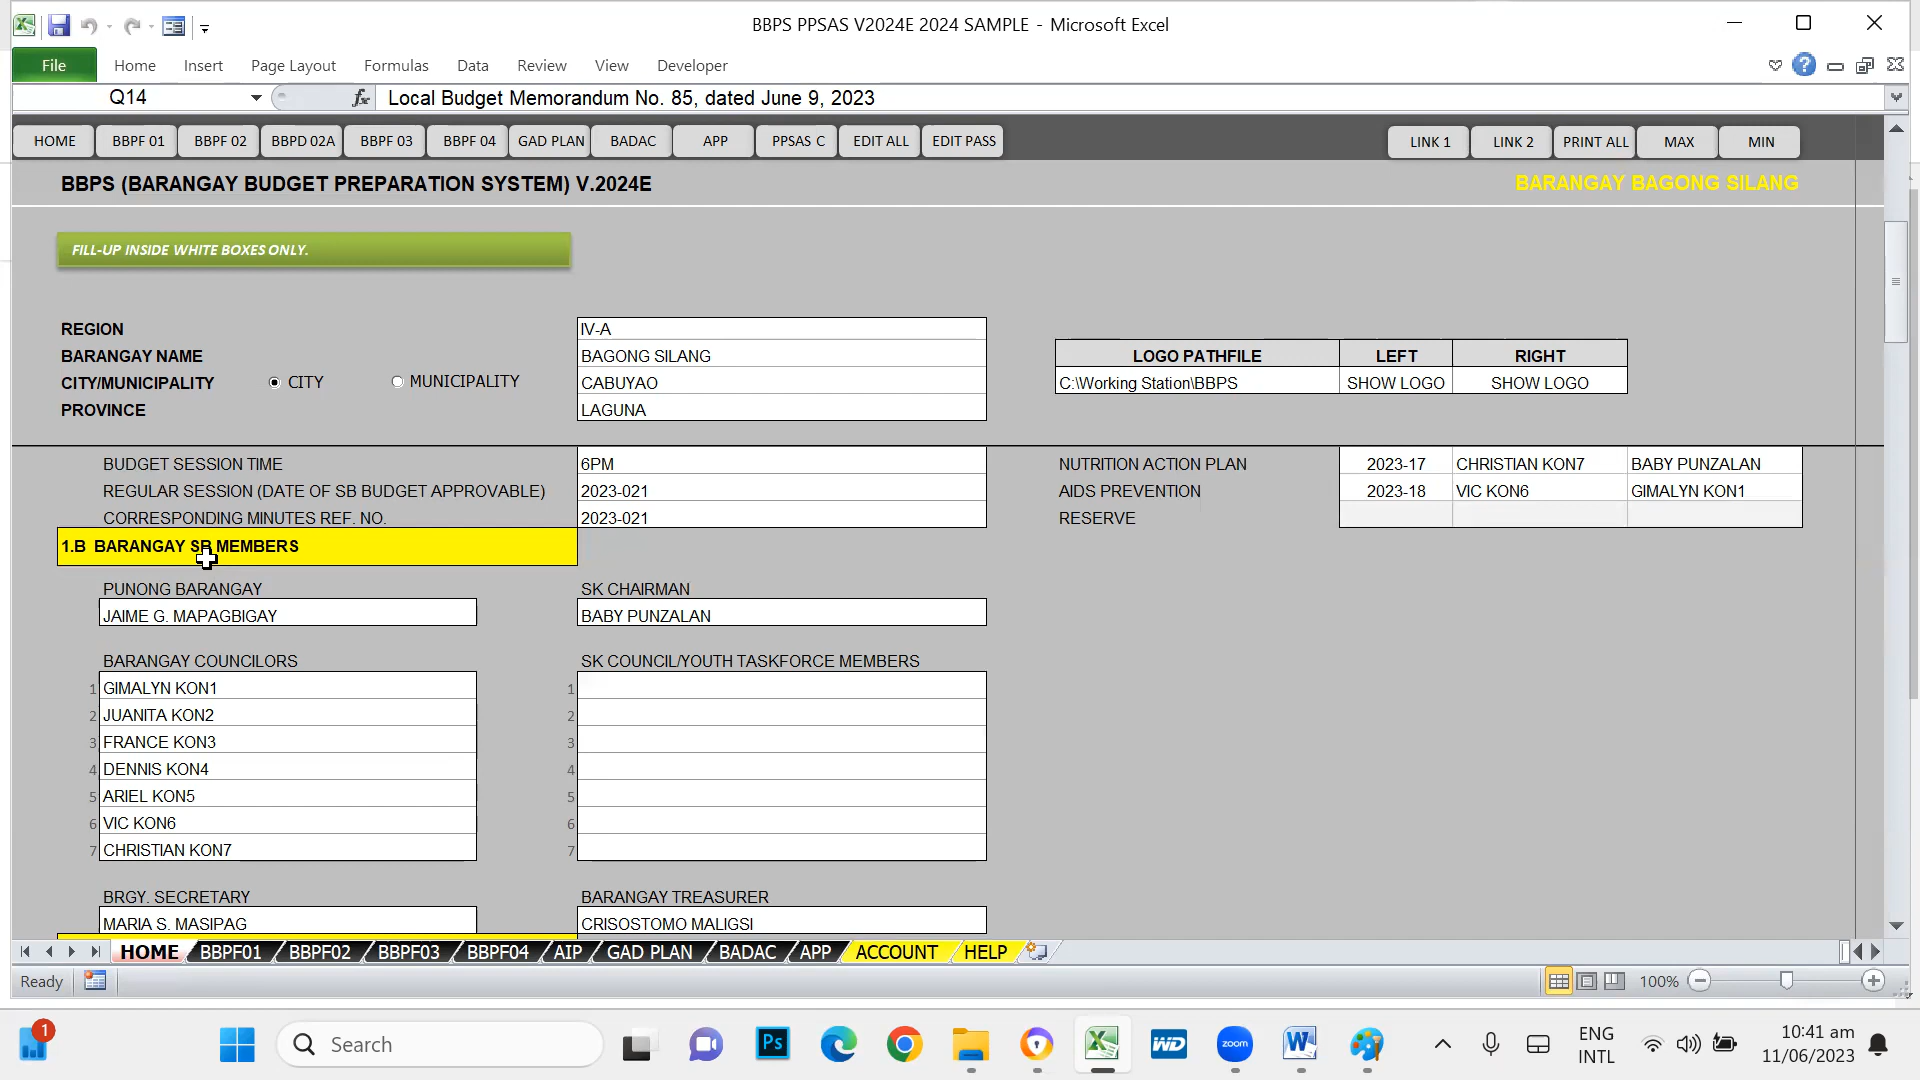 BBPS PPSAS V2024E 2024 SAMPLE - Microsoft Excel
File Home Insert Page Layout Formulas Data Review View Developer
Q14 fx Local Budget Memorandum No. 85, dated June 9, 2023
HOME BBPF 01 BBPF 02 BBPD 02A BBPF 03 BBPF 04 GAD PLAN BADAC APP PPSAS C EDIT ALL EDIT PASS LINK 1 LINK 2 PRINT ALL MAX MIN
BBPS (BARANGAY BUDGET PREPARATION SYSTEM) V.2024E BARANGAY BAGONG SILANG
FILL-UP INSIDE WHITE BOXES ONLY.
REGION IV-A
BARANGAY NAME BAGONG SILANG LOGO PATHFILE LEFT RIGHT
CITY/MUNICIPALITY CITY MUNICIPALITY CABUYAO C:\Working Station\BBPS SHOW LOGO SHOW LOGO
PROVINCE LAGUNA
BUDGET SESSION TIME 6PM NUTRITION ACTION PLAN 2023-17 CHRISTIAN KON7 BABY PUNZALAN
REGULAR SESSION (DATE OF SB BUDGET APPROVABLE) 2023-021 AIDS PREVENTION 2023-18 VIC KON6 GIMALYN KON1
CORRESPONDING MINUTES REF. NO. 2023-021 RESERVE
1.B BARANGAY SB MEMBERS
PUNONG BARANGAY SK CHAIRMAN
JAIME G. MAPAGBIGAY BABY PUNZALAN
BARANGAY COUNCILORS SK COUNCIL/YOUTH TASKFORCE MEMBERS
1 GIMALYN KON1 1
2 JUANITA KON2 2
3 FRANCE KON3 3
4 DENNIS KON4 4
5 ARIEL KON5 5
6 VIC KON6 6
7 CHRISTIAN KON7 7
BRGY. SECRETARY BARANGAY TREASURER
MARIA S. MASIPAG CRISOSTOMO MALIGSI
HOME BBPF01 BBPF02 BBPF03 BBPF04 AIP GAD PLAN BADAC APP ACCOUNT HELP
Ready 100%
1 Search Ps WD zoom W ENG 10:41 am
INTL 11/06/2023